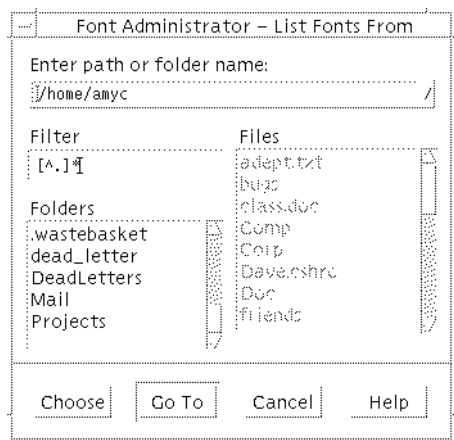 Font Administrator – List Fonts From
Enter path or folder name:
/home/amyc /
Filter
[^.]*
Folders
.wastebasket
dead_letter
DeadLetters
Mail
Projects
Files
adept.txt
bugs
class.doc
Comp
Corp
Dave.cshrc
Doc
friends
Choose
Go To
Cancel
Help